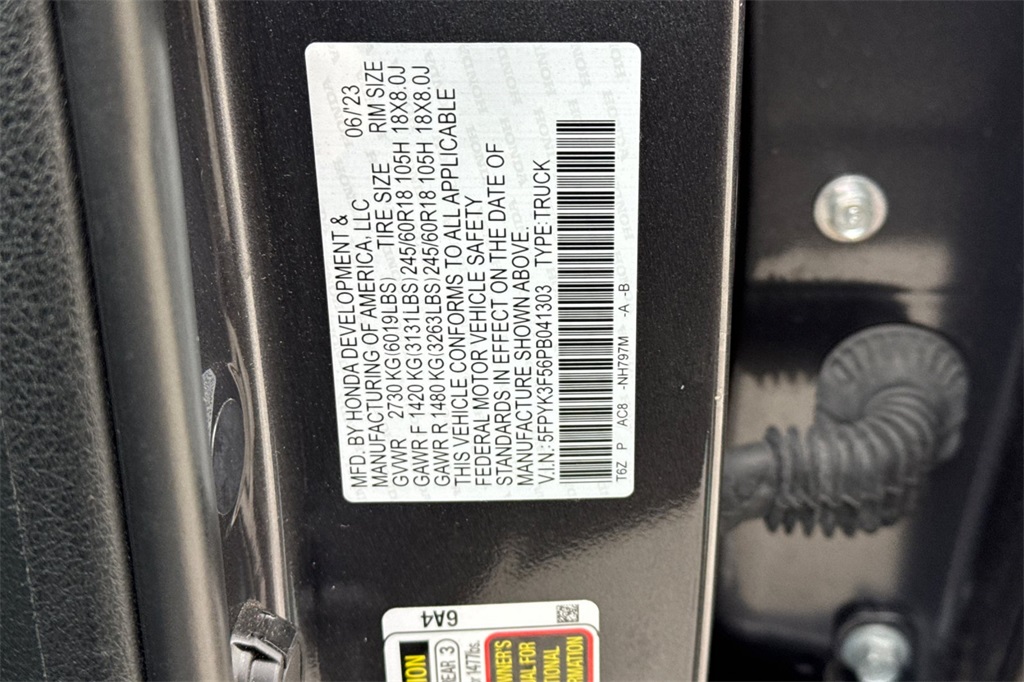 MFD. BY HONDA DEVELOPMENT &
MANUFACTURING OF AMERICA, LLC 06/'23
GVWR 2730 KG(6019LBS) TIRE SIZE RIM SIZE
GAWR F 1420 KG(3131LBS) 245/60R18 105H 18X8.0J
GAWR R 1480 KG(3263LBS) 245/60R18 105H 18X8.0J
THIS VEHICLE CONFORMS TO ALL APPLICABLE
FEDERAL MOTOR VEHICLE SAFETY
STANDARDS IN EFFECT ON THE DATE OF
MANUFACTURE SHOWN ABOVE.
V.I.N.: 5FPYK3F56PB041303 TYPE: TRUCK
T6Z P AC8 -NH797M -A -B
6A4
EAR 3
1477lbs.